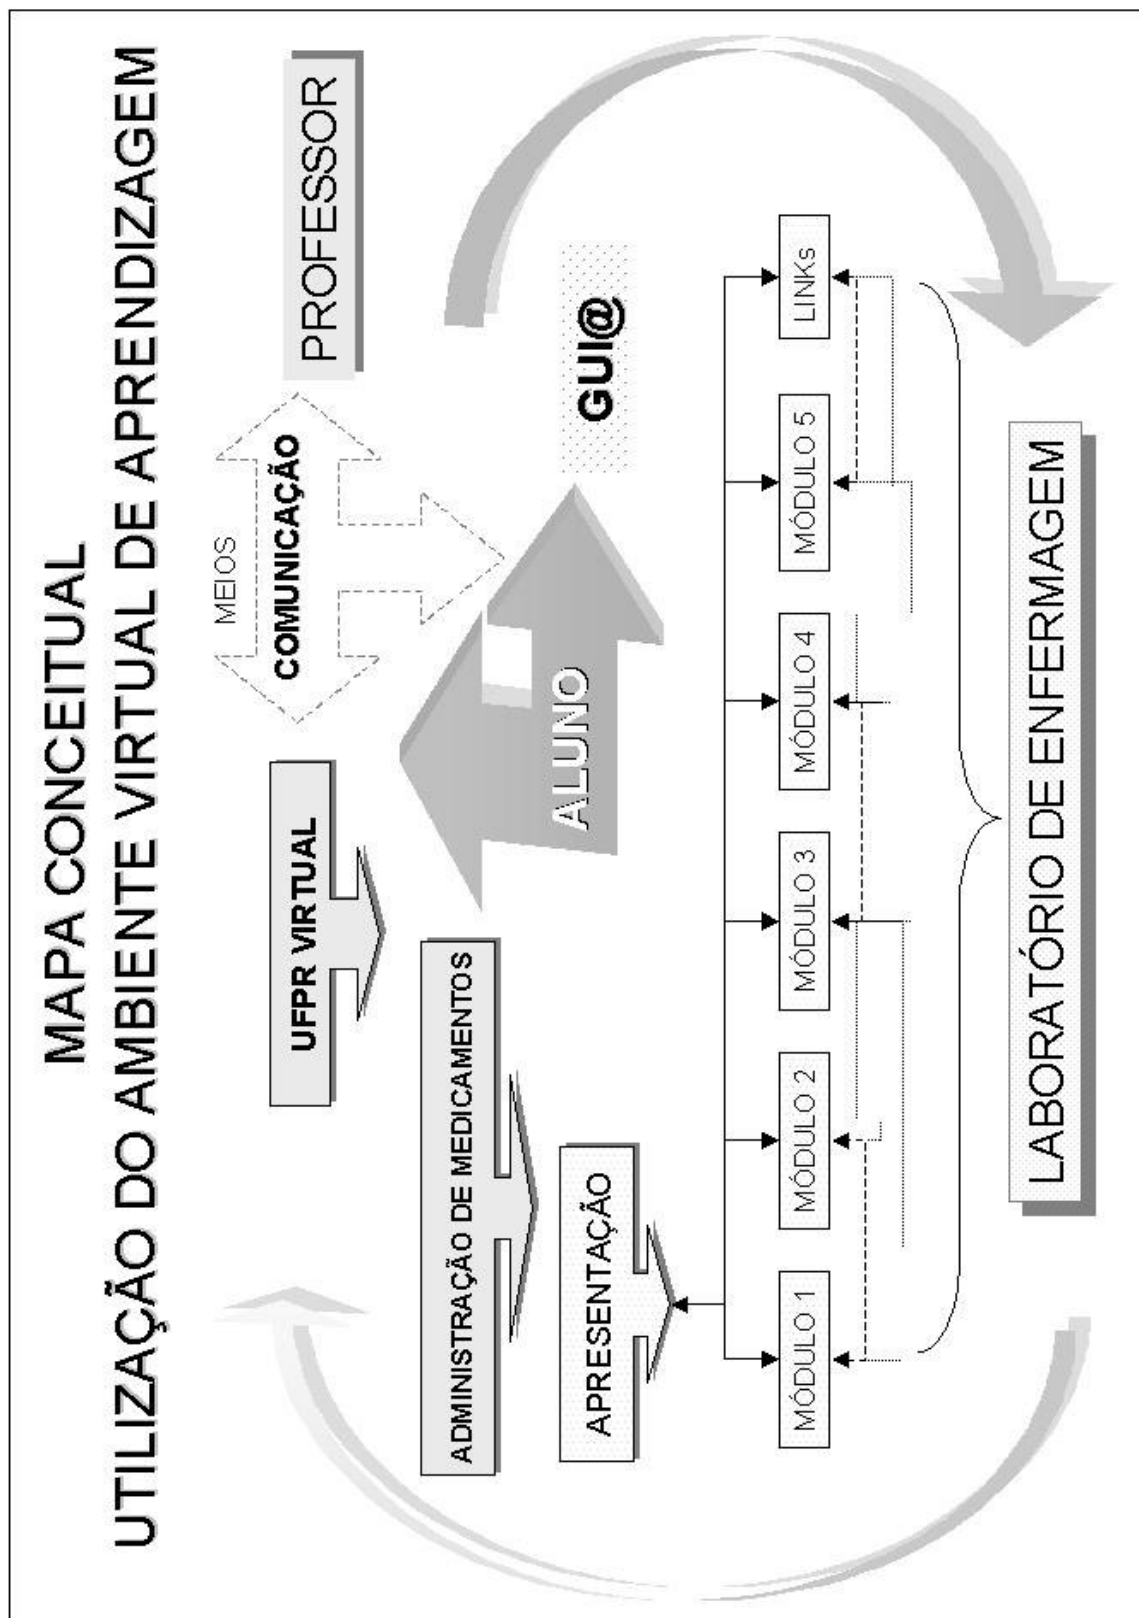 MAPA CONCEITUAL
UTILIZAÇÃO DO AMBIENTE VIRTUAL DE APRENDIZAGEM
UFPR VIRTUAL
MEIOS
COMUNICAÇÃO
PROFESSOR
ADMINISTRAÇÃO DE MEDICAMENTOS
ALUNO
GUI@
APRESENTAÇÃO
MÓDULO 1
MÓDULO 2
MÓDULO 3
MÓDULO 4
MÓDULO 5
LINKs
LABORATÓRIO DE ENFERMAGEM